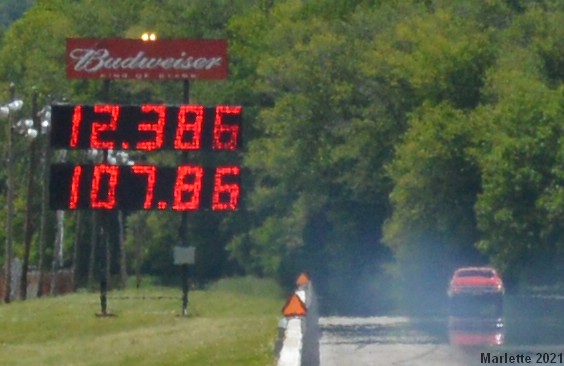 Budweiser
KING OF BEERS
12.386
107.86
Marlette 2021